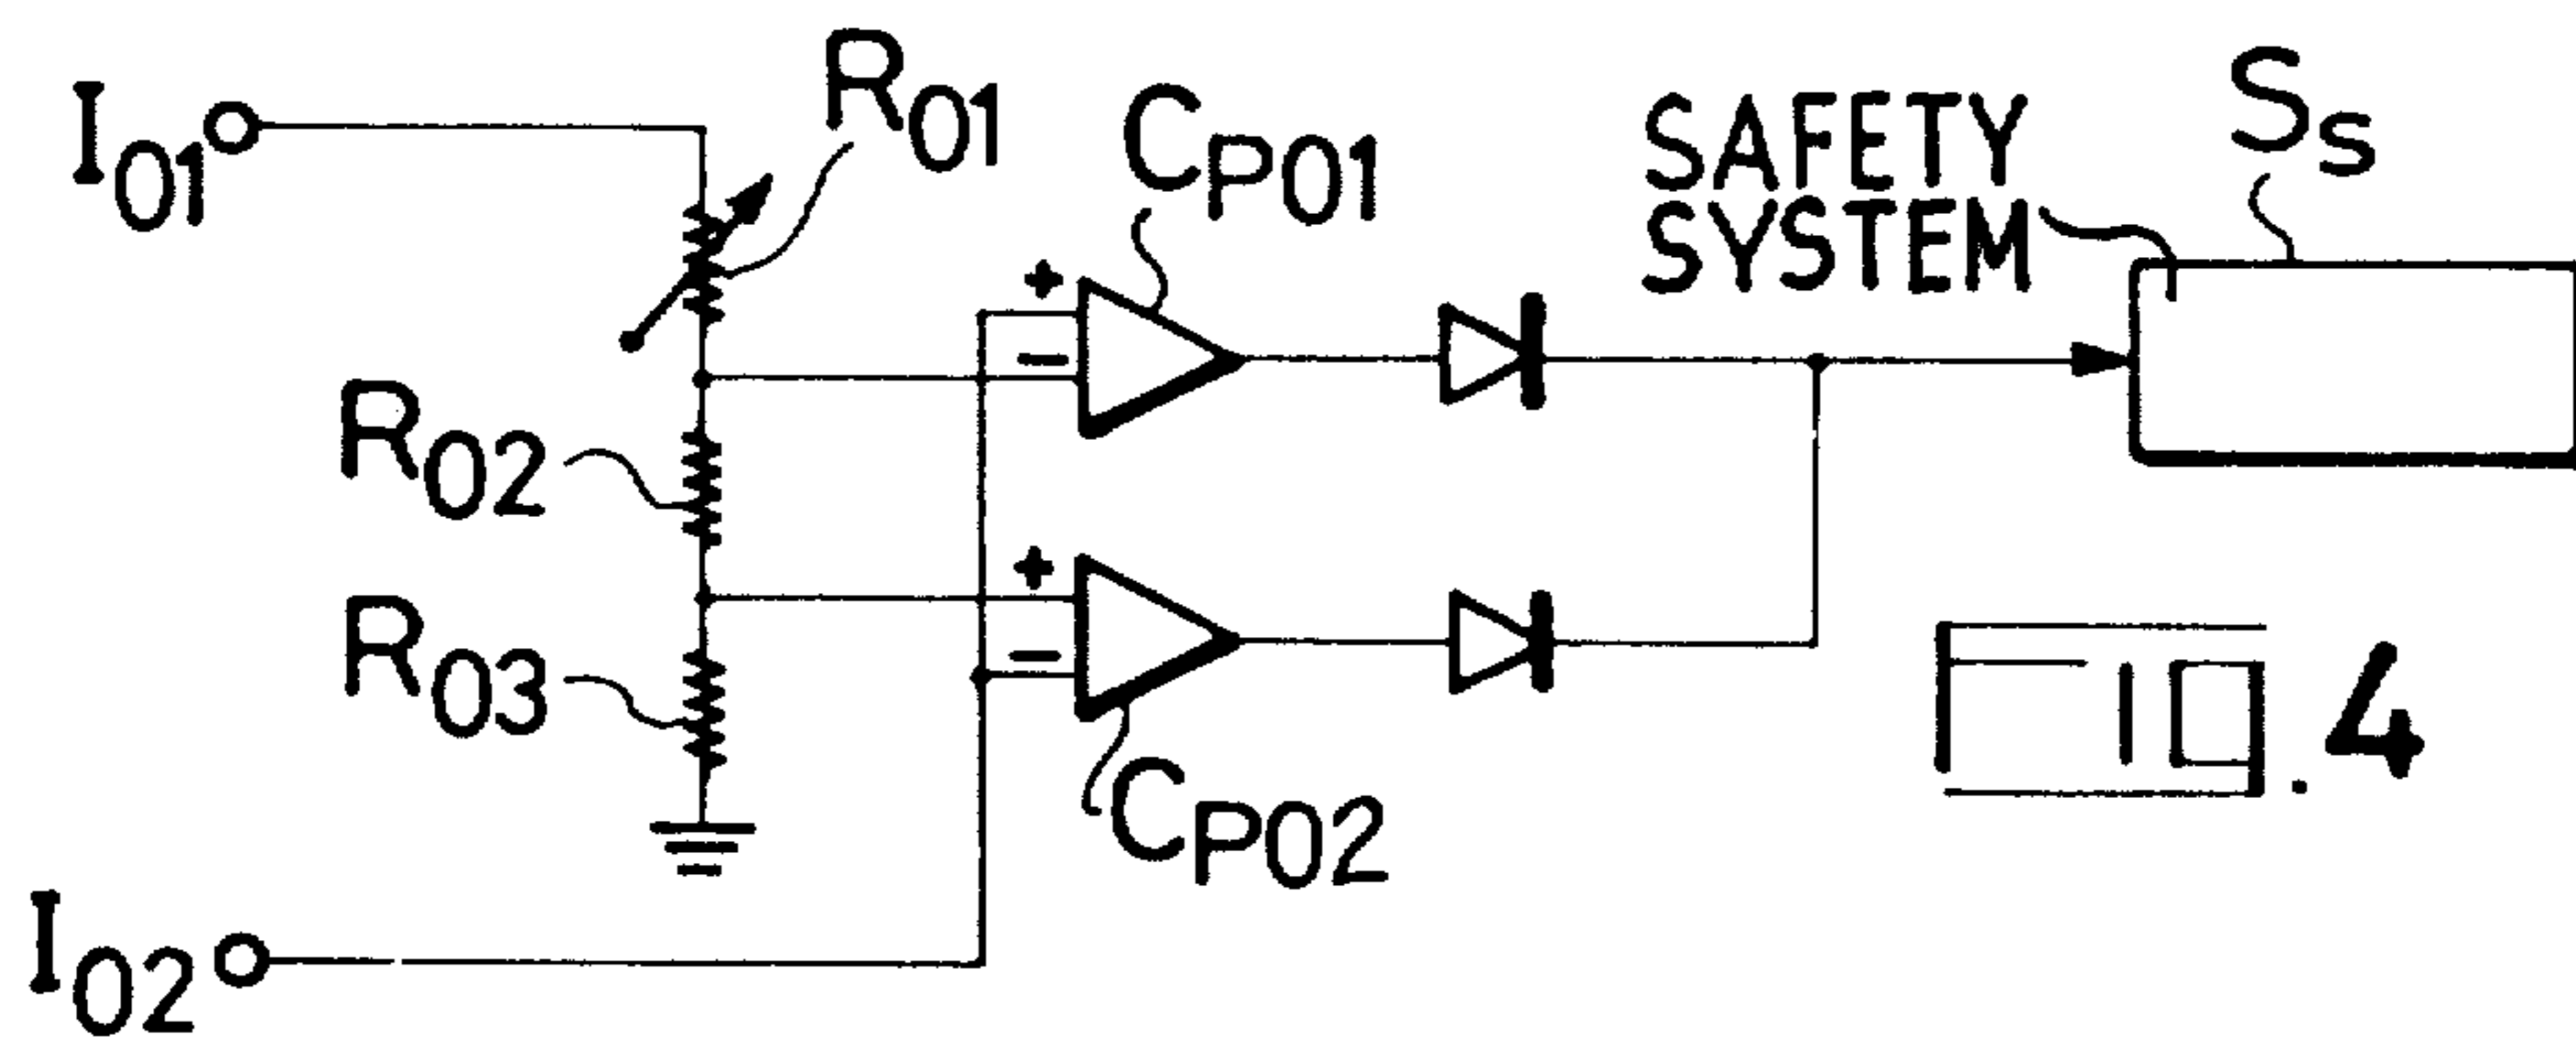 I01
R01
CP01
SAFETY
SYSTEM
SS
+
−
R02
+
−
R03
CP02
FIG. 4
I02